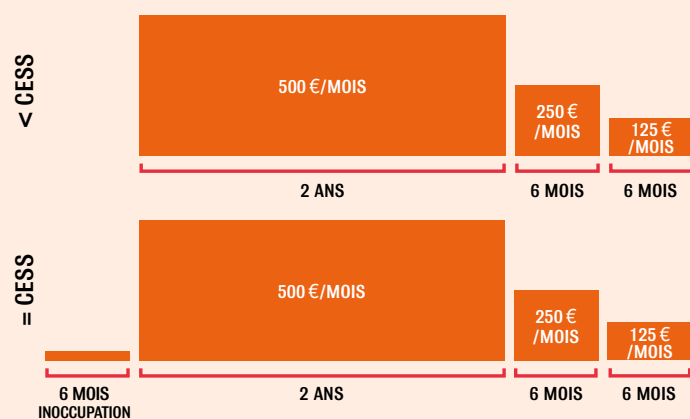 < CESS
500 €/MOIS
250 €
/MOIS
125 €
/MOIS
2 ANS
6 MOIS
6 MOIS
= CESS
500 €/MOIS
250 €
/MOIS
125 €
/MOIS
6 MOIS
INOCCUPATION
2 ANS
6 MOIS
6 MOIS